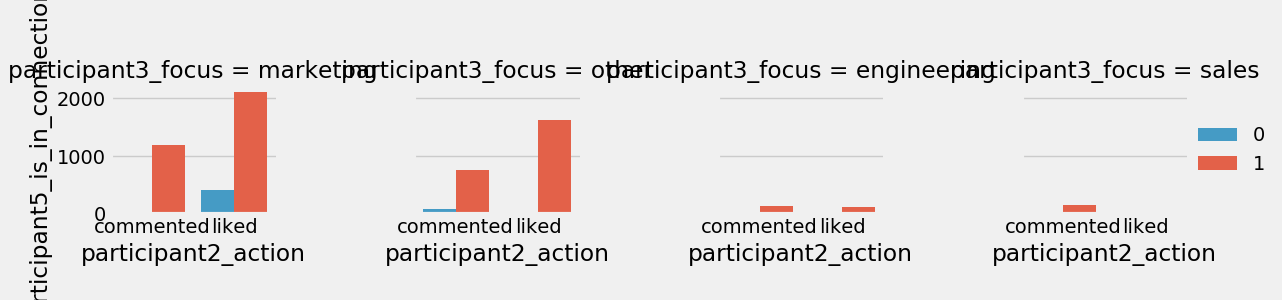 participant3_focus = marketing
participant3_focus = other
participant3_focus = engineering
participant3_focus = sales
2000
1000
0
rticipant5_is_in_connection
commented liked
commented liked
commented liked
commented liked
participant2_action
participant2_action
participant2_action
participant2_action
0
1